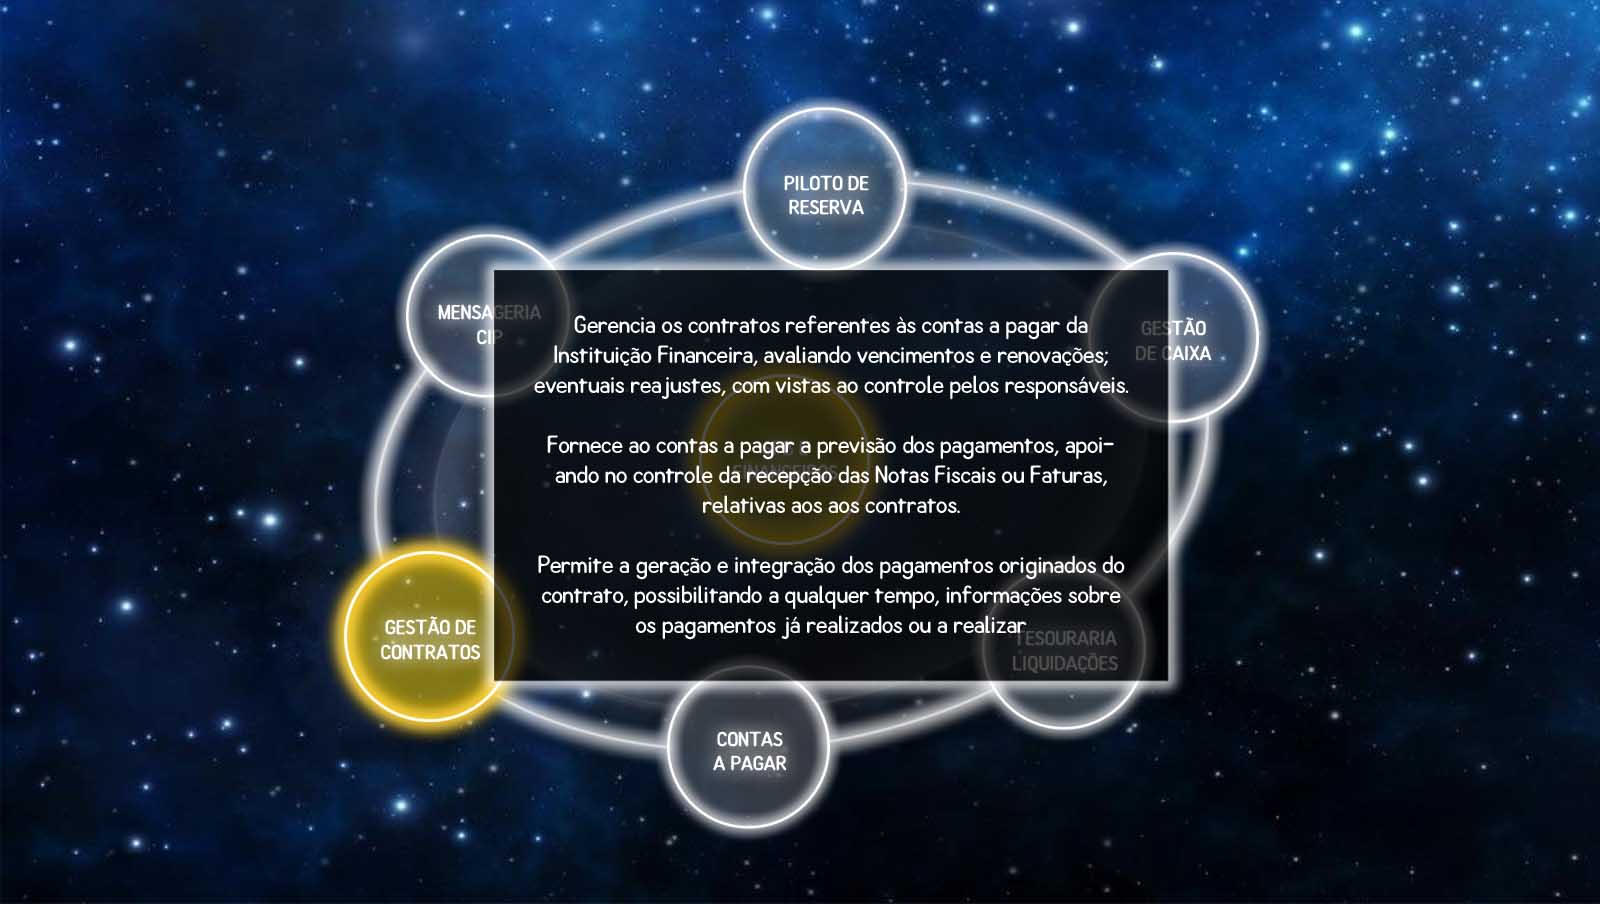 PILOTO DE
RESERVA
MENSAGERIA
CIP
GESTÃO
DE CAIXA
Gerencia os contratos referentes às contas a pagar da
Instituição Financeira, avaliando vencimentos e renovações;
eventuais reajustes, com vistas ao controle pelos responsáveis.
Fornece ao contas a pagar a previsão dos pagamentos, apoi-
ando no controle da recepção das Notas Fiscais ou Faturas,
relativas aos aos contratos.
Permite a geração e integração dos pagamentos originados do
contrato, possibilitando a qualquer tempo, informações sobre
os pagamentos já realizados ou a realizar
FINANCEIROS
GESTÃO DE
CONTRATOS
TESOURARIA
LIQUIDAÇÕES
CONTAS
A PAGAR